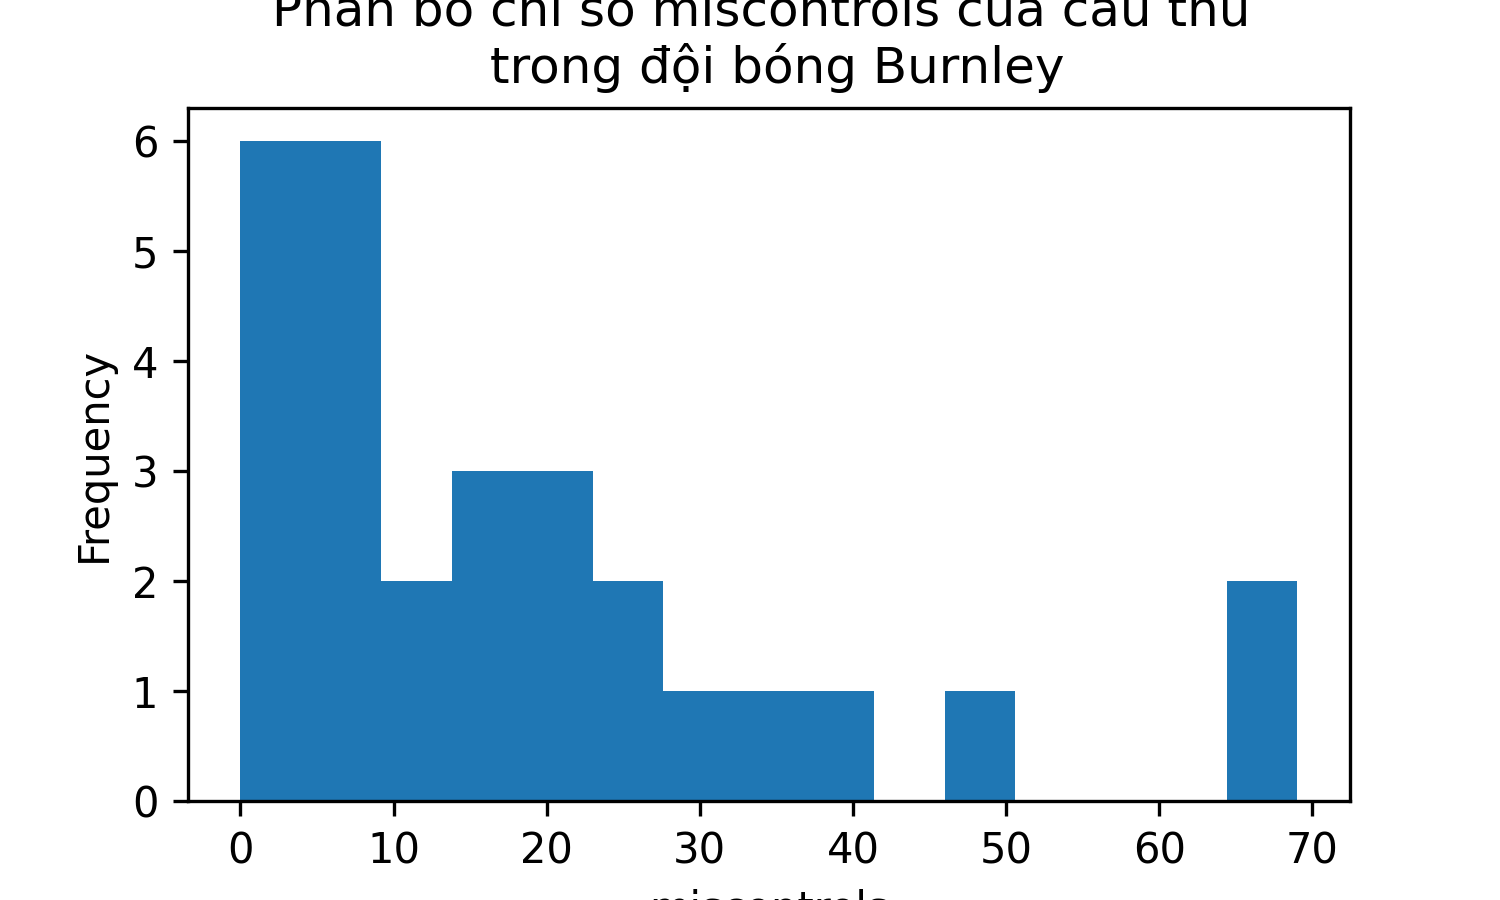 Phân bố chỉ số miscontrols của cầu thủ
trong đội bóng Burnley
6
5
4
3
2
1
0
Frequency
0 10 20 30 40 50 60 70
miscontrols